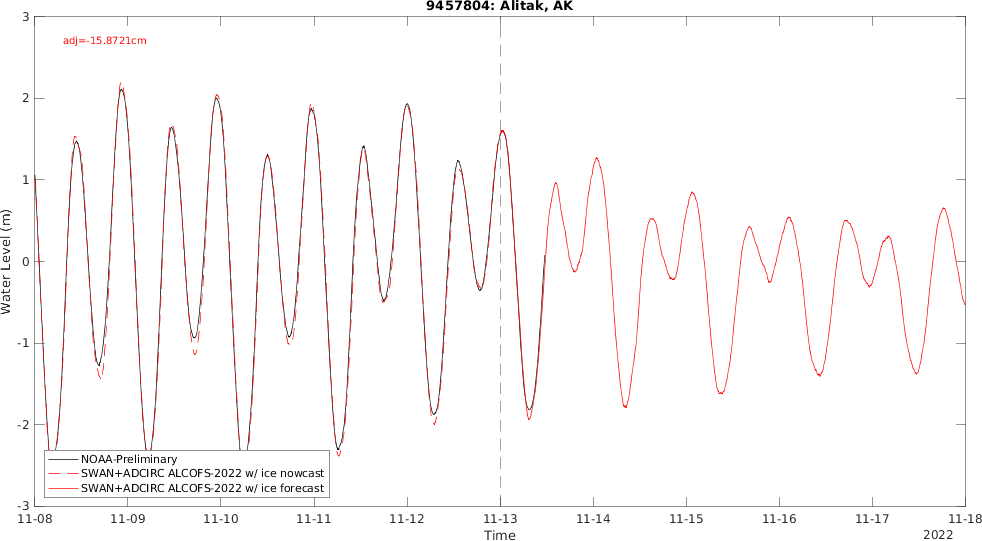 9457804: Alitak, AK
adj=-15.8721cm
3
2
1
0
-1
-2
-3
Water Level (m)
NOAA-Preliminary
SWAN+ADCIRC ALCOFS-2022 w/ ice nowcast
SWAN+ADCIRC ALCOFS-2022 w/ ice forecast
11-08 11-09 11-10 11-11 11-12 11-13 11-14 11-15 11-16 11-17 11-18
Time
2022